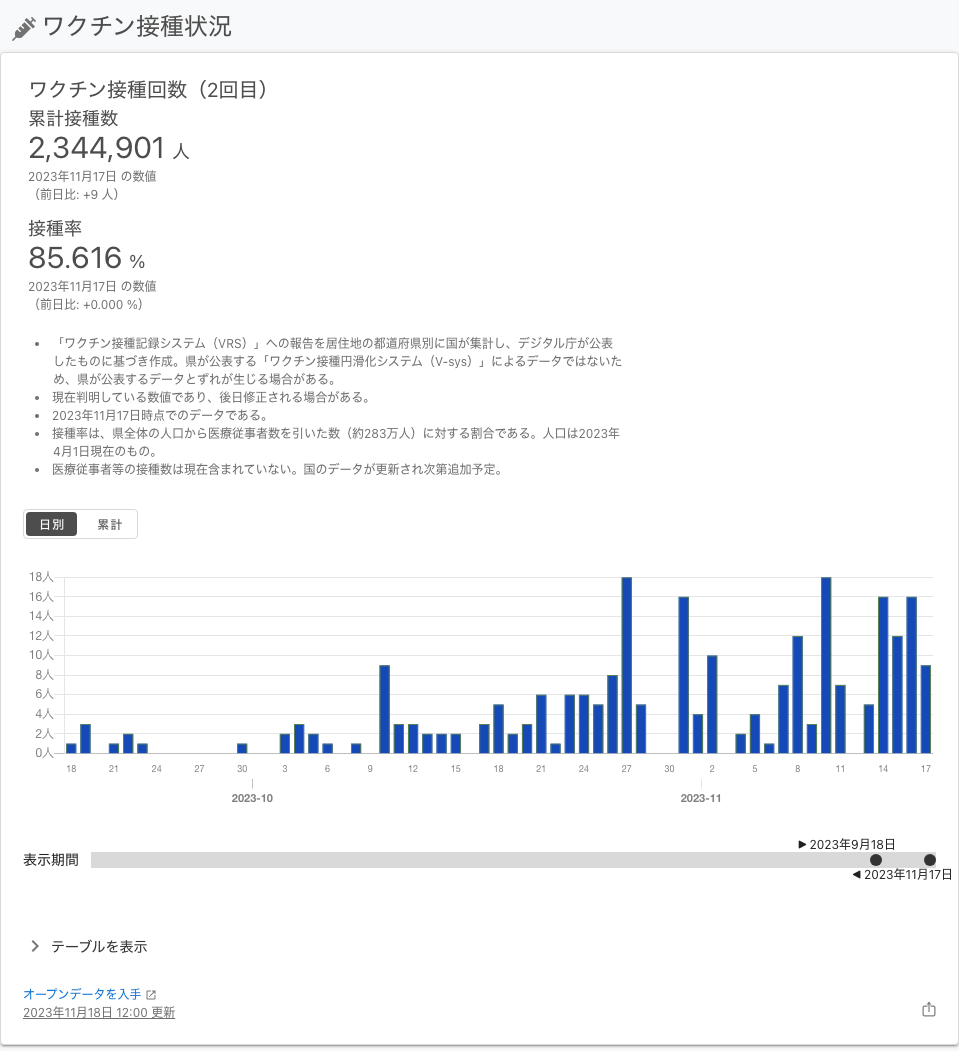 ワクチン接種状況
ワクチン接種回数（2回目）
累計接種数
2,344,901 人
2023年11月17日 の数値
（前日比: +9 人）
接種率
85.616 %
2023年11月17日 の数値
（前日比: +0.000 %）
• 「ワクチン接種記録システム（VRS）」への報告を居住地の都道府県別に国が集計し、デジタル庁が公表
したものに基づき作成。県が公表する「ワクチン接種円滑化システム（V-sys）」によるデータではないた
め、県が公表するデータとずれが生じる場合がある。
• 現在判明している数値であり、後日修正される場合がある。
• 2023年11月17日時点でのデータである。
• 接種率は、県全体の人口から医療従事者数を引いた数（約283万人）に対する割合である。人口は2023年
4月1日現在のもの。
• 医療従事者等の接種数は現在含まれていない。国のデータが更新され次第追加予定。
日別 累計
18人
16人
14人
12人
10人
8人
6人
4人
2人
0人
18 21 24 27 30 3 6 9 12 15 18 21 24 27 30 2 5 8 11 14 17
2023-10 2023-11
▶ 2023年9月18日
表示期間
◀ 2023年11月17日
テーブルを表示
オープンデータを入手
2023年11月18日 12:00 更新